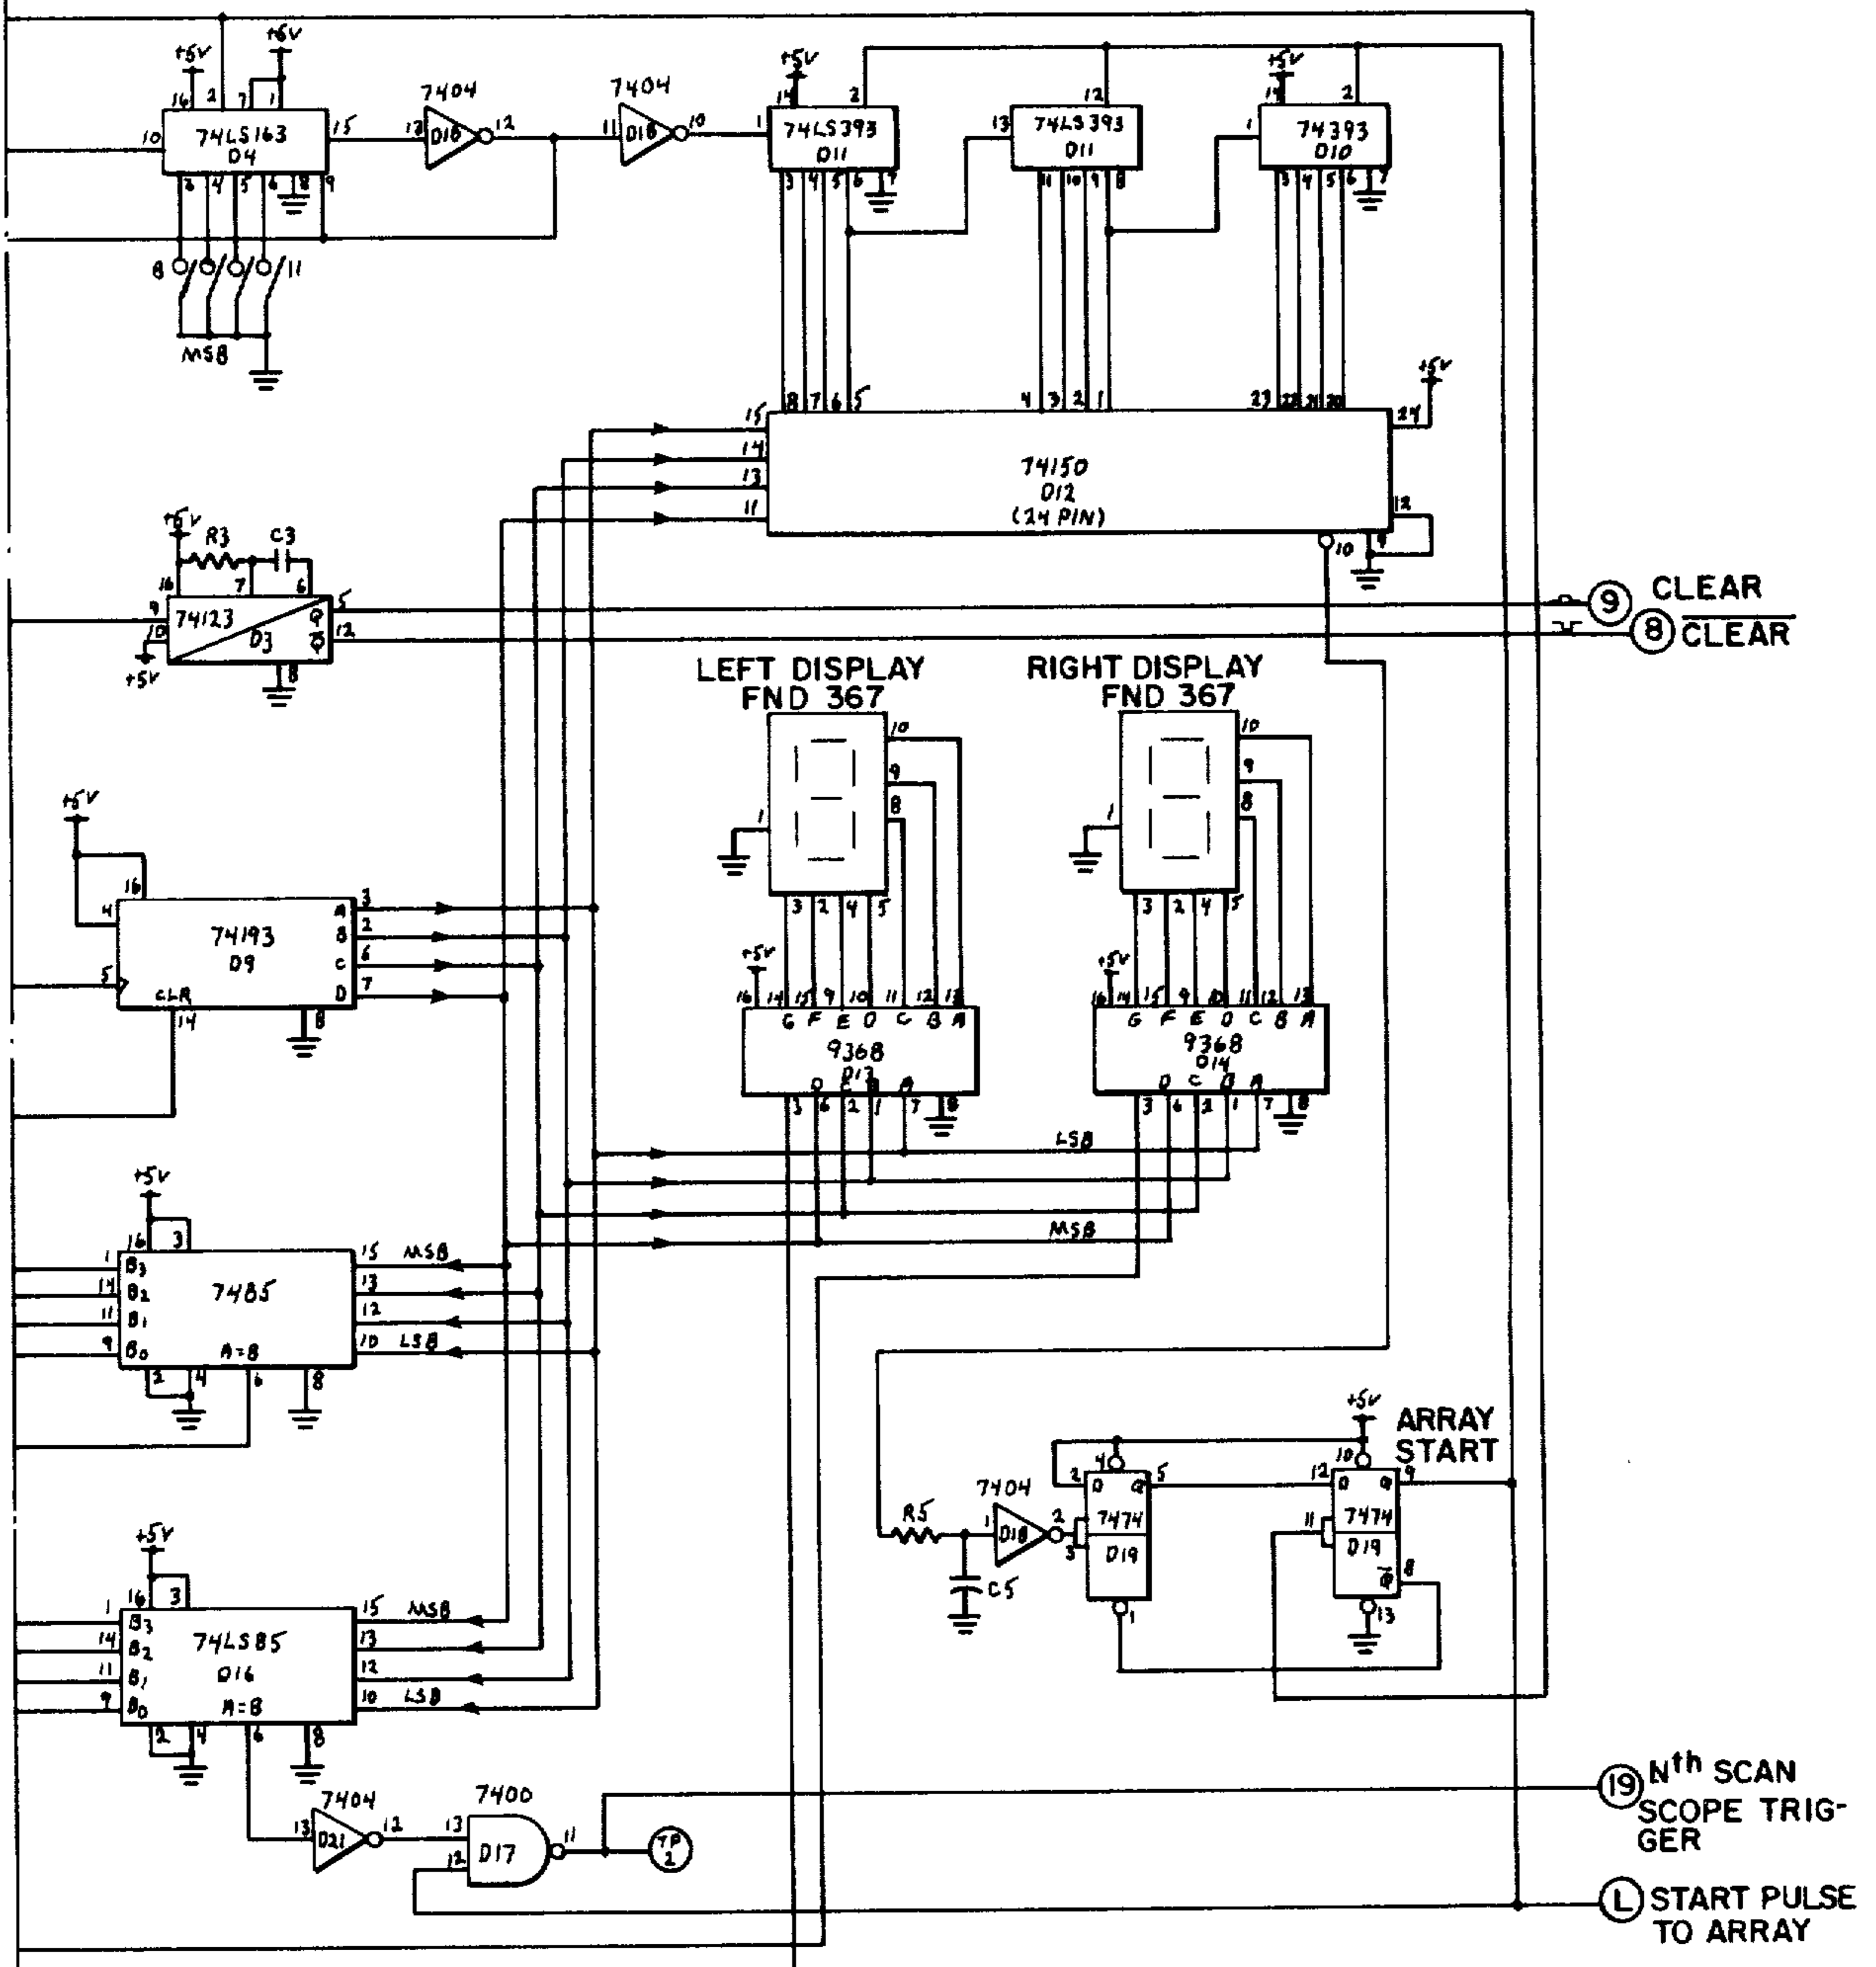 +5V +5V
16 2 7 1
10 74LS163 15
D4
3 4 5 6 8 9
8 11
MSB
7404
13 D18 12
7404
11 D18 10
+5V
14 2
1 74LS393
D11
3 4 5 6 7
12
13 74LS393
D11
11 10 9 8
+5V
14 2
1 74393
D10
3 4 5 6 7
+5V
8 7 6 5 4 3 2 1 23 22 21 20
15 24
14
13 74150
11 D12 12
(24 PIN)
10
+5V
R3 C3
16 7 6
9 74123 Q 5
10 D3 Q̅ 12
+5V 8
9 CLEAR
8 C̅L̅E̅A̅R̅
LEFT DISPLAY
FND 367
10
9
8
1
3 2 4 5
+5V
16 14 15 9 10 11 12 13
G F E D C B A
9368
D13
D C B A
3 6 2 1 7 8
RIGHT DISPLAY
FND 367
10
9
8
1
3 2 4 5
+5V
16 14 15 9 10 11 12 13
G F E D C B A
9368
D14
D C B A
3 6 2 1 7 8
LSB
MSB
+5V
16
4 74193 A 3
D9 B 2
C 6
5 D 7
CLR
14 8
+5V
16 3
1 B3 15 MSB
14 B2 7485 13
11 B1 12
9 B0 A=B 10 LSB
2 4 6 8
+5V
16 3
1 B3 15 MSB
14 B2 74LS85 13
11 B1 D16 12
9 B0 A=B 10 LSB
2 4 6 8
+5V
ARRAY
START
R5
C5
7404
1 D18 2
4
2 D Q 5
3 7474
D19
1
10
12 D Q 9
11 7474
D19
Q̅ 8
13
7404
13 D21 12
7400
13 D17 11
12
TP
2
19 Nth SCAN
SCOPE TRIG-
GER
L START PULSE
TO ARRAY